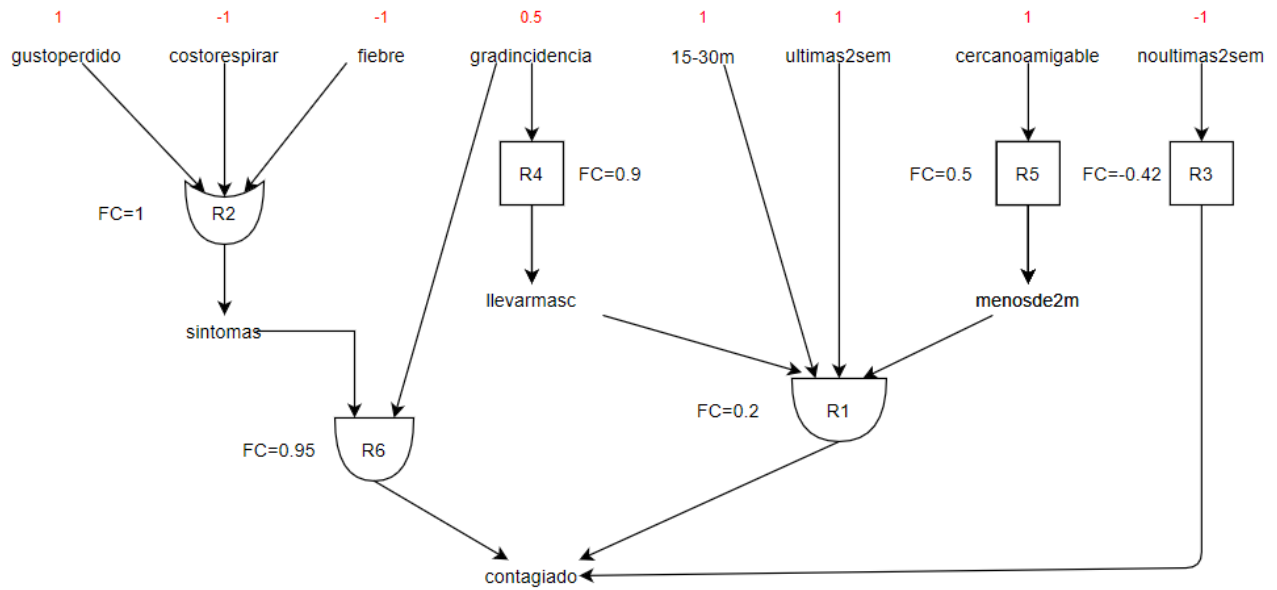 1 -1 -1 0.5 1 1 1 -1
gustoperdido costorespirar fiebre gradincidencia 15-30m ultimas2sem cercanoamigable noultimas2sem
R4 FC=0.9 FC=0.5 R5 FC=-0.42 R3
FC=1 R2
llevarmasc menosde2m
sintomas
FC=0.2 R1
FC=0.95 R6
contagiado